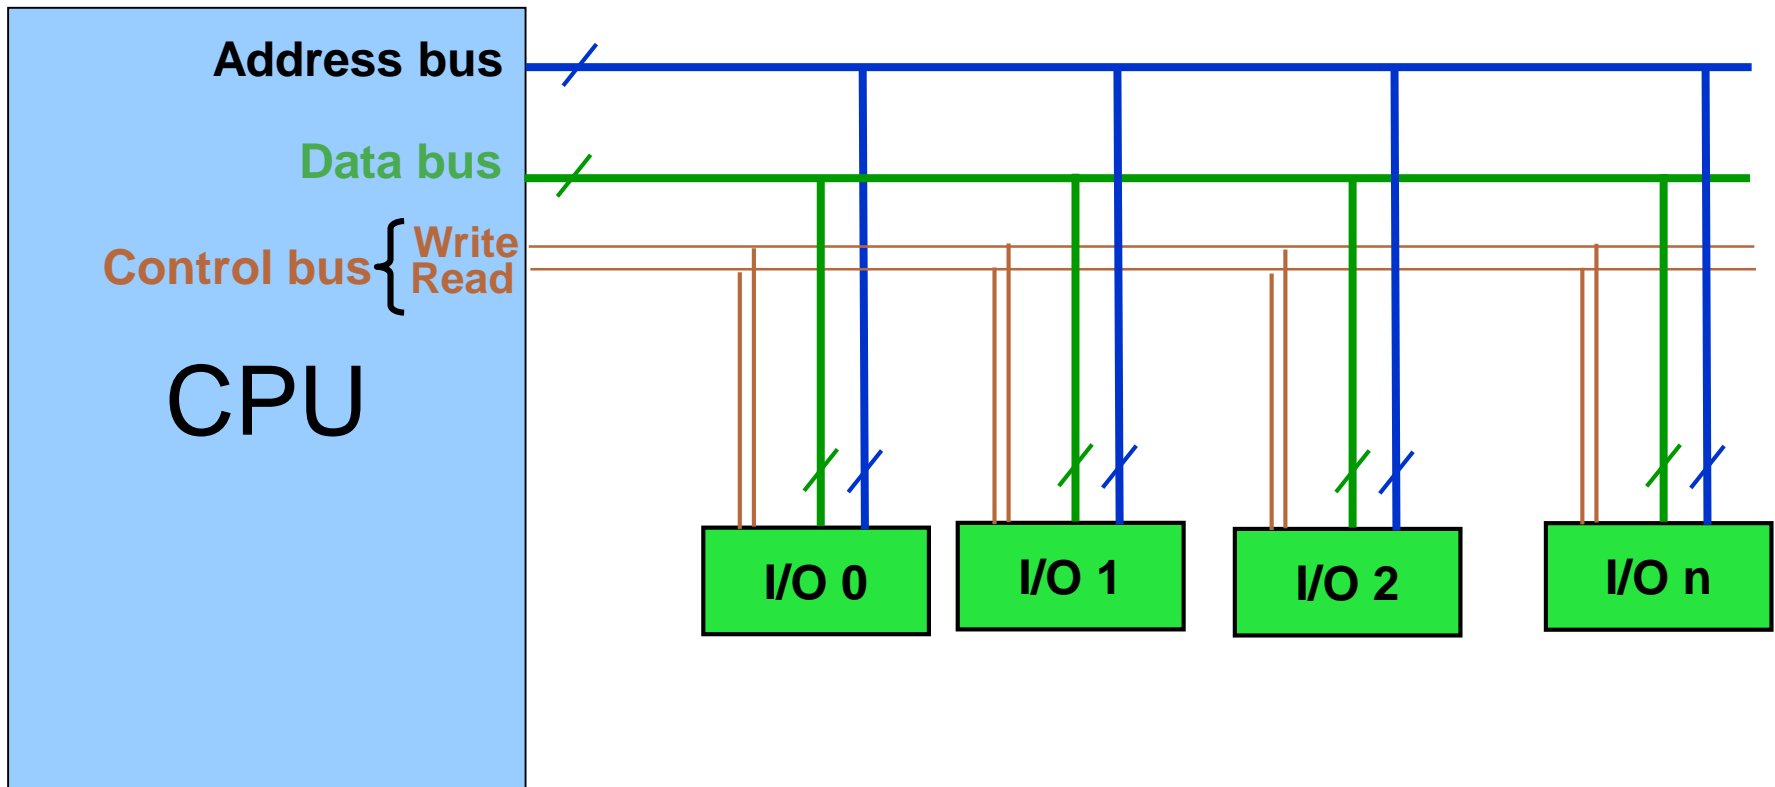 Address bus
Data bus
Write
Control bus
Read
CPU
I/O 0
I/O 1
I/O 2
I/O n